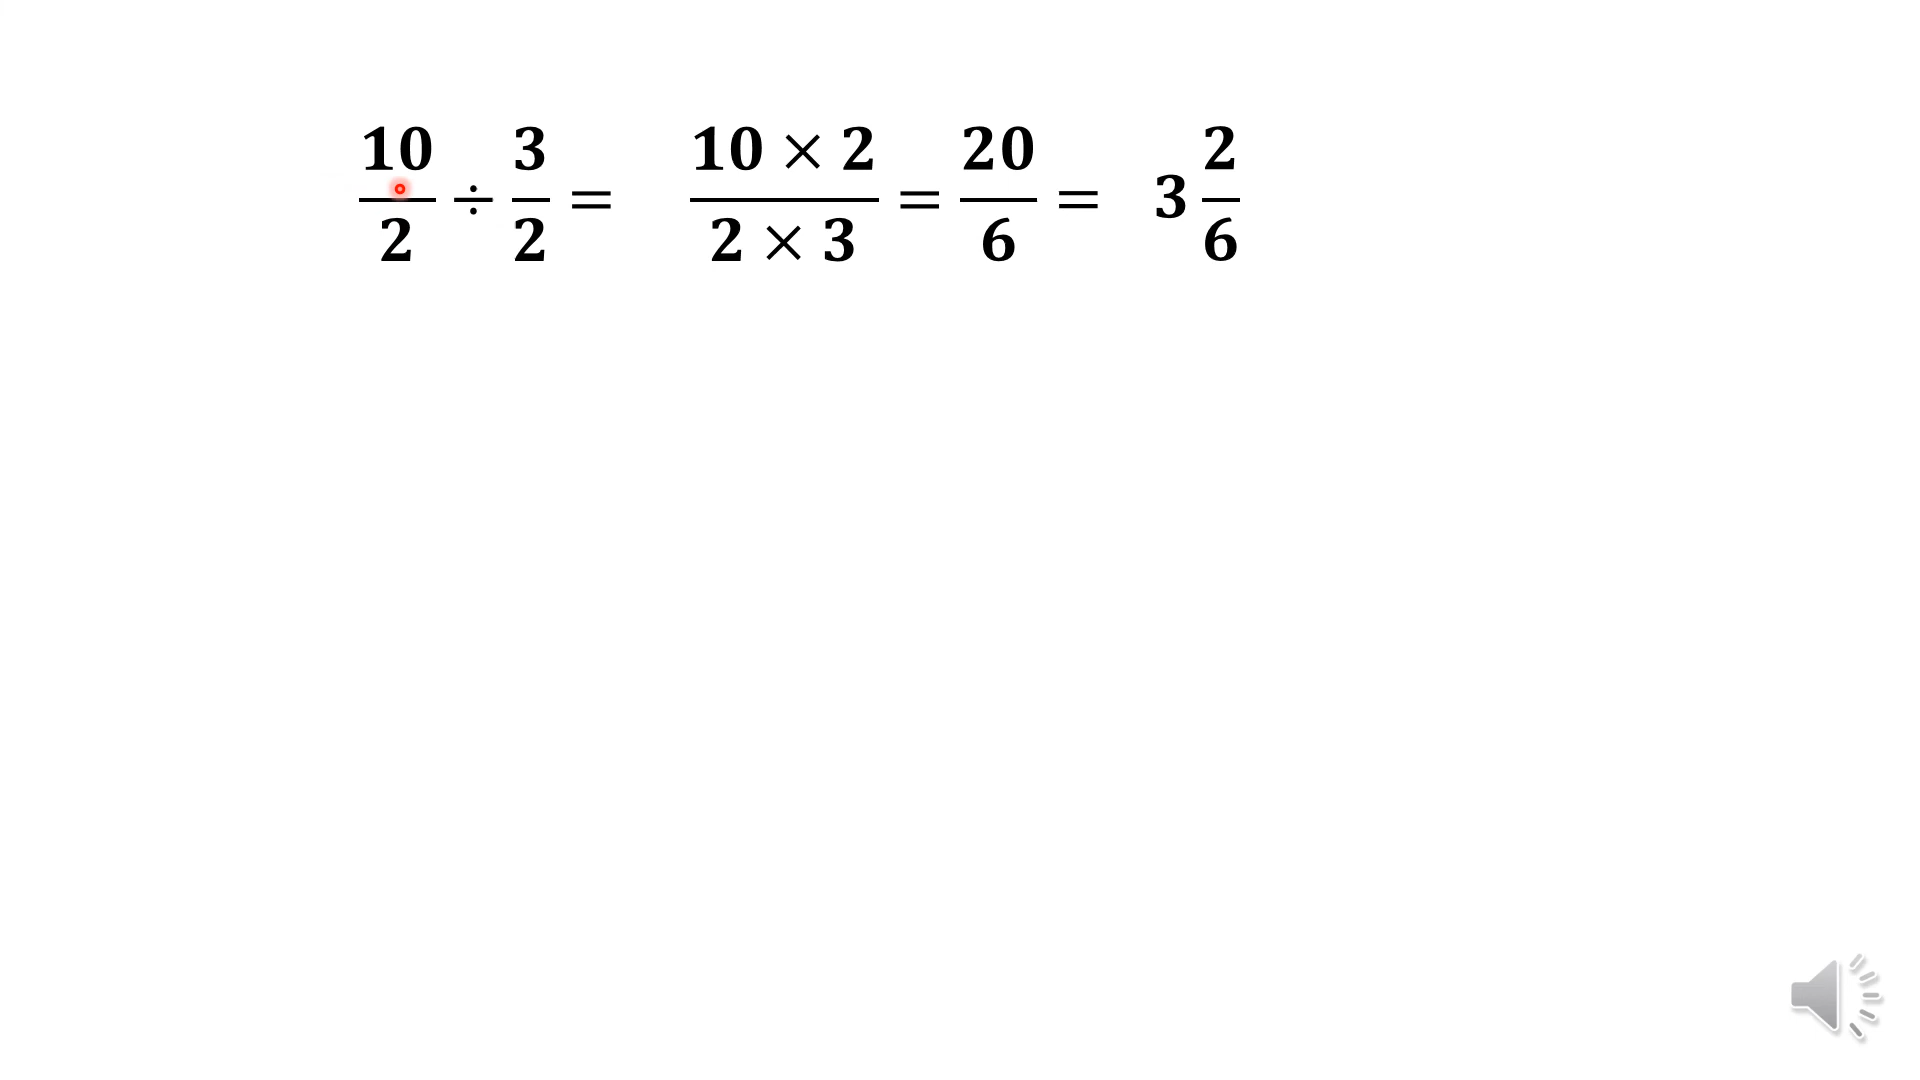 10/2 ÷ 3/2 = 10 × 2/2 × 3 = 20/6 = 3 2/6